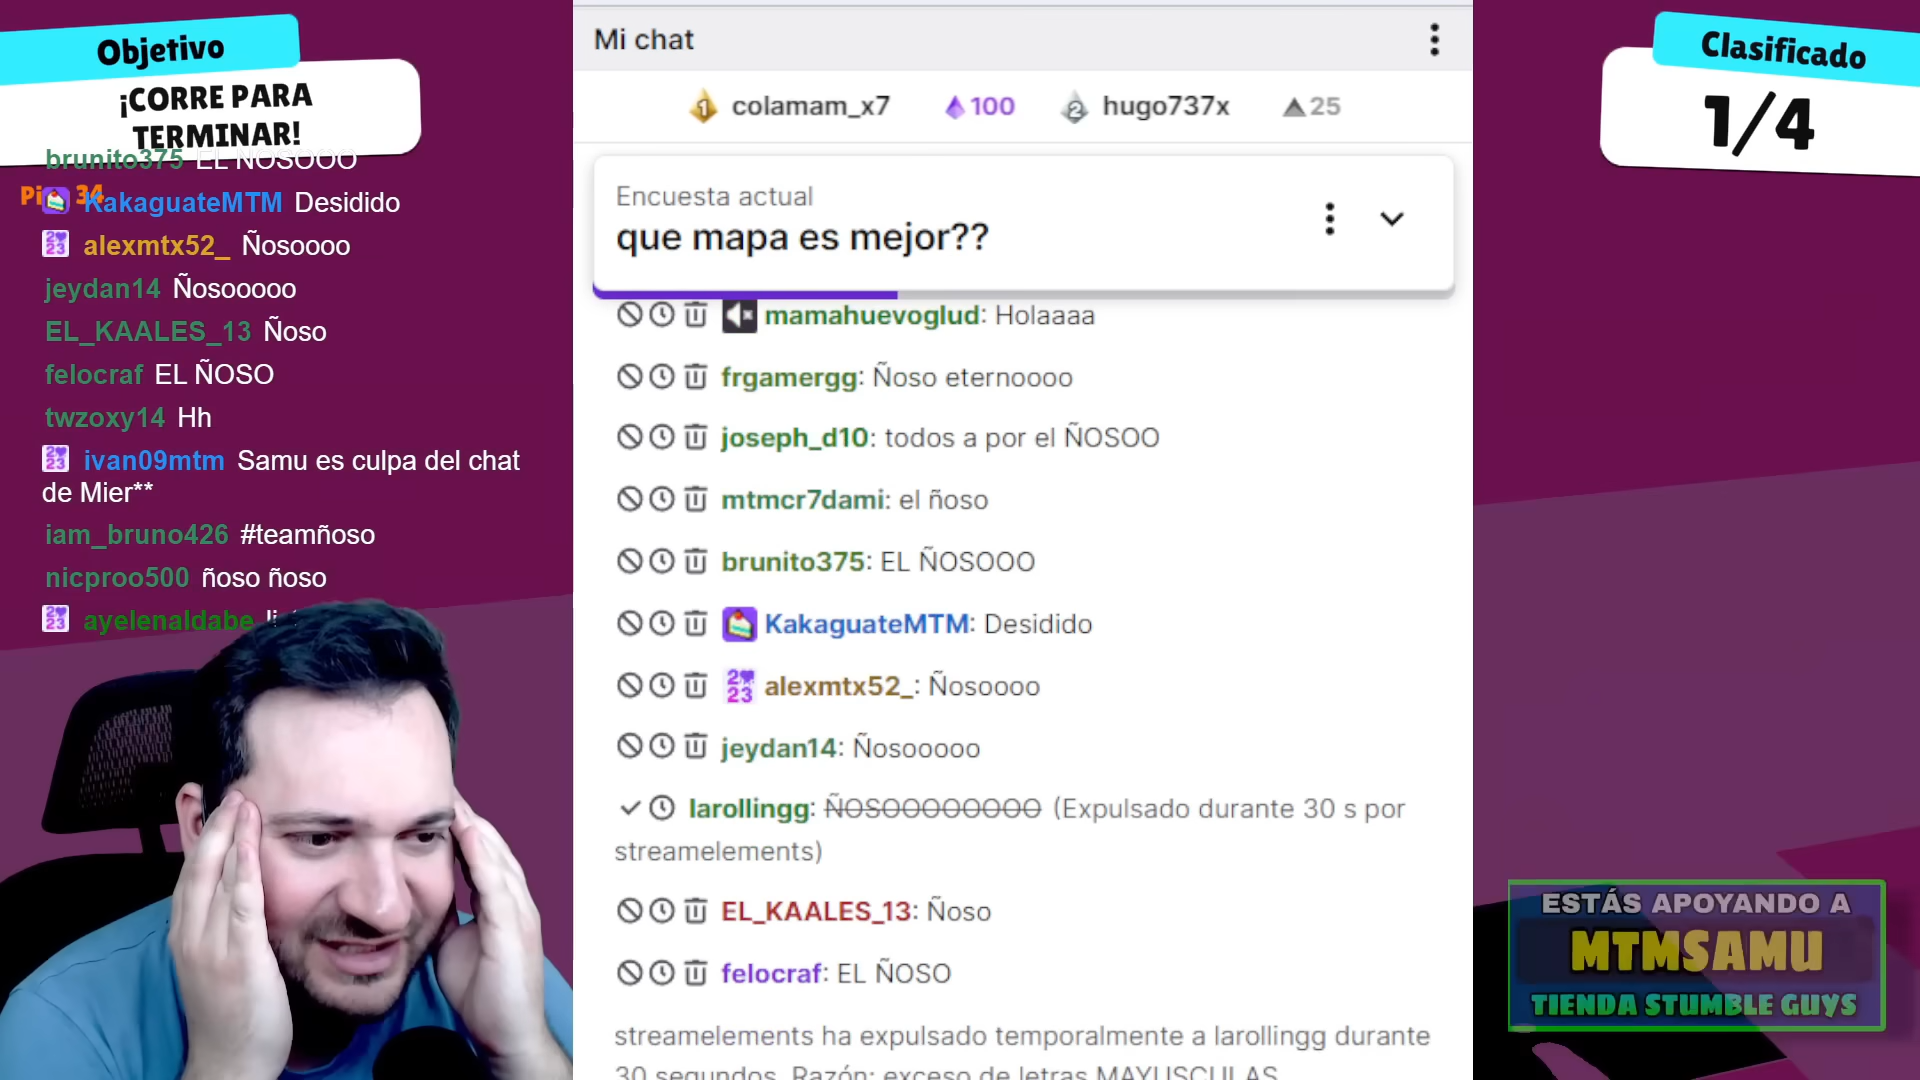 Objetivo
¡CORRE PARA
TERMINAR!
brunito375 EL ÑOSOOO
34
KakaguateMTM Desidido
alexmtx52_ Ñosoooo
jeydan14 Ñosooooo
EL_KAALES_13 Ñoso
felocraf EL ÑOSO
twzoxy14 Hh
ivan09mtm Samu es culpa del chat
de Mier**
iam_bruno426 #teamñoso
nicproo500 ñoso ñoso
ayelenaldabe
Mi chat
1 colamam_x7 100 2 hugo737x 25
Encuesta actual
que mapa es mejor??
mamahuevoglud: Holaaaa
frgamergg: Ñoso eternoooo
joseph_d10: todos a por el ÑOSOO
mtmcr7dami: el ñoso
brunito375: EL ÑOSOOO
KakaguateMTM: Desidido
alexmtx52_: Ñosoooo
jeydan14: Ñosooooo
larollingg: ÑOSOOOOOOOO (Expulsado durante 30 s por
streamelements)
EL_KAALES_13: Ñoso
felocraf: EL ÑOSO
streamelements ha expulsado temporalmente a larollingg durante
30 segundos. Razón: exceso de letras MAYUSCULAS
Clasificado
1/4
ESTÁS APOYANDO A
MTMSAMU
TIENDA STUMBLE GUYS